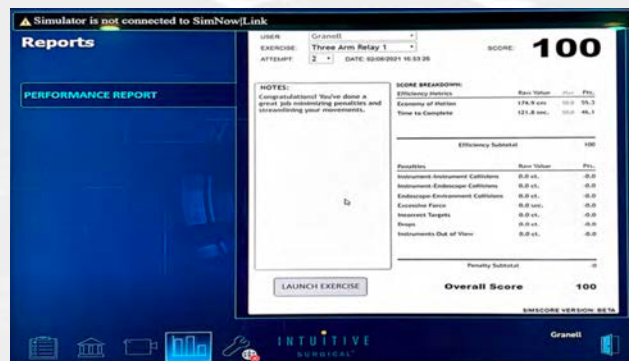 Simulator is not connected to SimNow|Link
Reports
PERFORMANCE REPORT
USER: Granell
EXERCISE: Three Arm Relay 1
ATTEMPT 2 DATE: 02/08/2021 16:53:26
SCORE: 100
NOTES:
Congratulations! You've done a
great job minimizing penalties and
streamlining your movements.
SCORE BREAKDOWN:
Efficiency Metrics Raw Value Max Pts.
Economy of Motion 174.9 cm 50.0 55.3
Time to Complete 121.8 sec. 50.0 46.1
Efficiency Subtotal 100
Penalties Raw Value Pts.
Instrument-Instrument Collisions 0.0 ct. -0.0
Instrument-Endoscope Collisions 0.0 ct. -0.0
Endoscope-Environment Collisions 0.0 ct. -0.0
Excessive Force 0.0 sec. -0.0
Incorrect Targets 0.0 ct. -0.0
Drops 0.0 ct. -0.0
Instruments Out of View 0.0 ct. -0.0
Penalty Subtotal -0
LAUNCH EXERCISE
Overall Score 100
SIMSCORE VERSION: BETA
INTUITIVE
SURGICAL
Granell